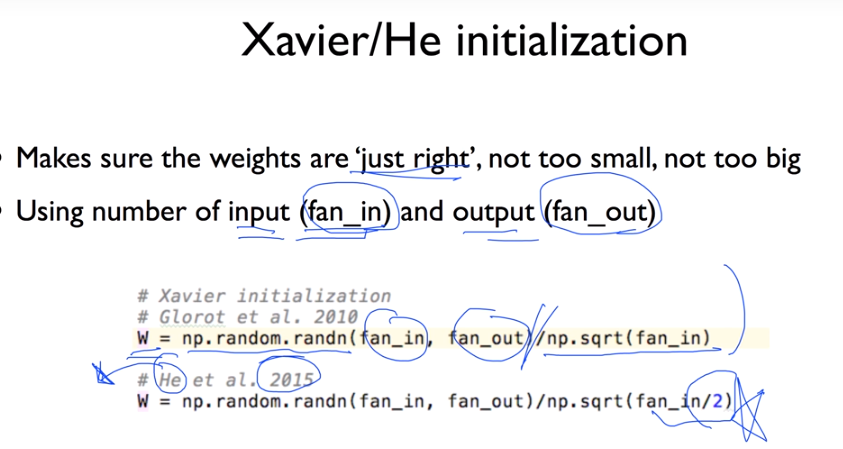 Xavier/He initialization
Makes sure the weights are ‘just right’, not too small, not too big
Using number of input (fan_in) and output (fan_out)
# Xavier initialization
# Glorot et al. 2010
W = np.random.randn(fan_in, fan_out)/np.sqrt(fan_in)
# He et al. 2015
W = np.random.randn(fan_in, fan_out)/np.sqrt(fan_in/2)